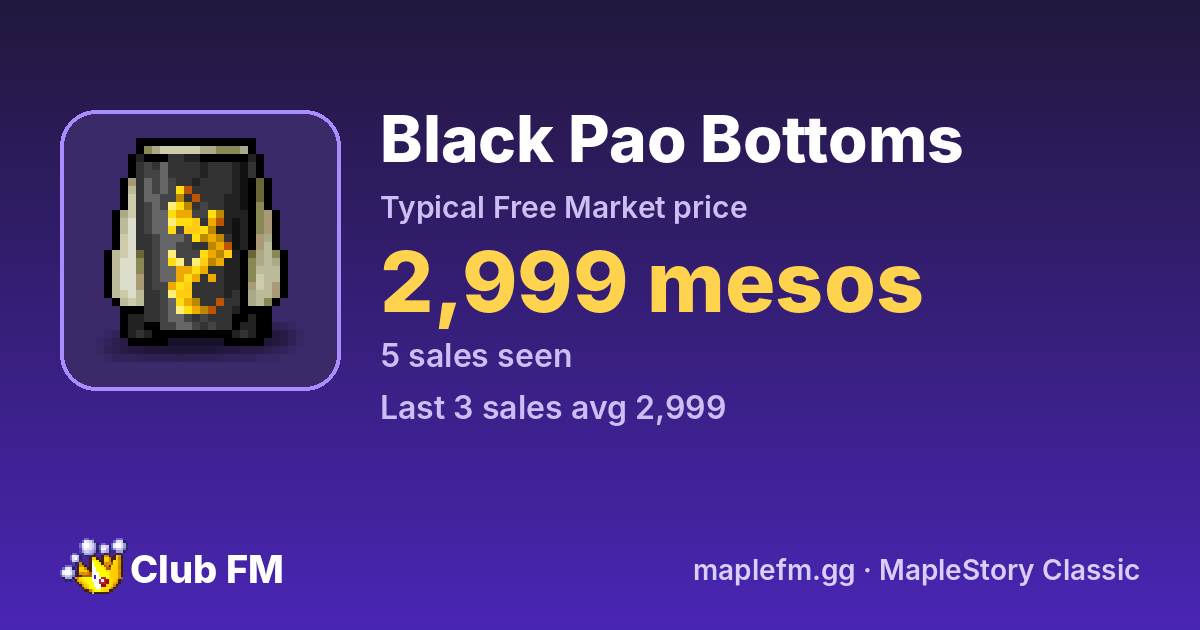 Black Pao Bottoms
Typical Free Market price
2,999 mesos
5 sales seen
Last 3 sales avg 2,999
Club FM
maplefm.gg · MapleStory Classic